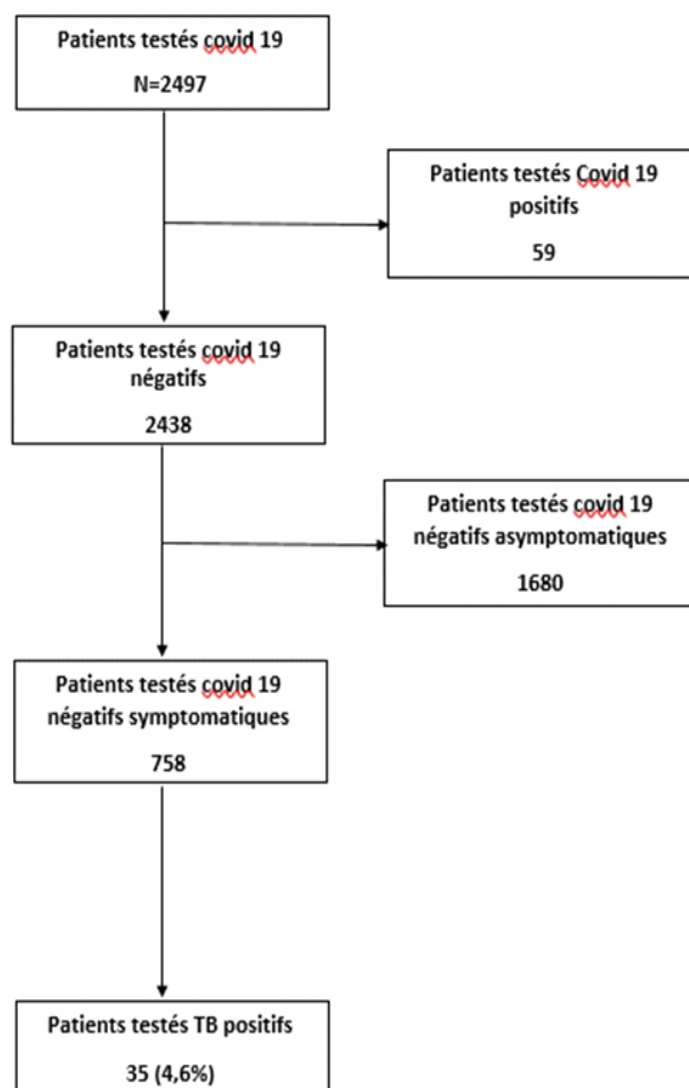 Patients testés covid 19
N=2497
Patients testés Covid 19
positifs
59
Patients testés covid 19
négatifs
2438
Patients testés covid 19
négatifs asymptomatiques
1680
Patients testés covid 19
négatifs symptomatiques
758
Patients testés TB positifs
35 (4,6%)